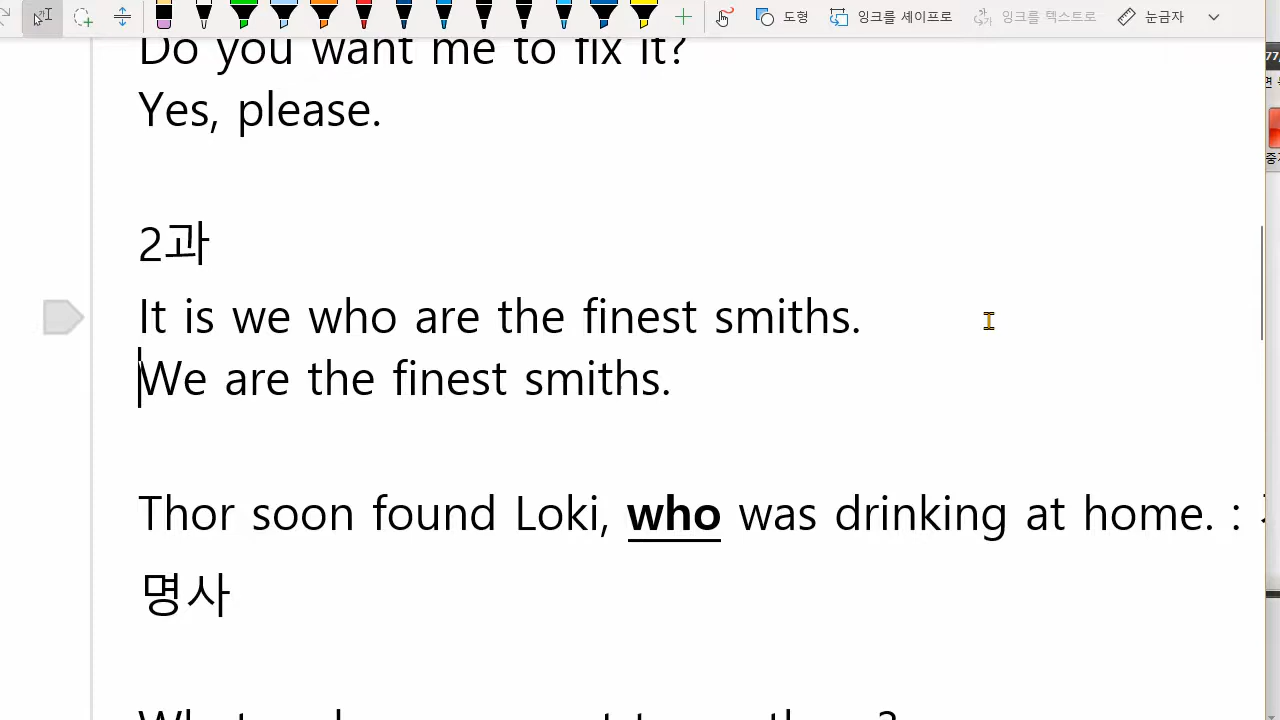 도형
잉크를 셰이프로
잉크를 텍스트로
눈금자
Do you want me to fix it?
Yes, please.
2과
It is we who are the finest smiths.
We are the finest smiths.
Thor soon found Loki, who was drinking at home. :
명사